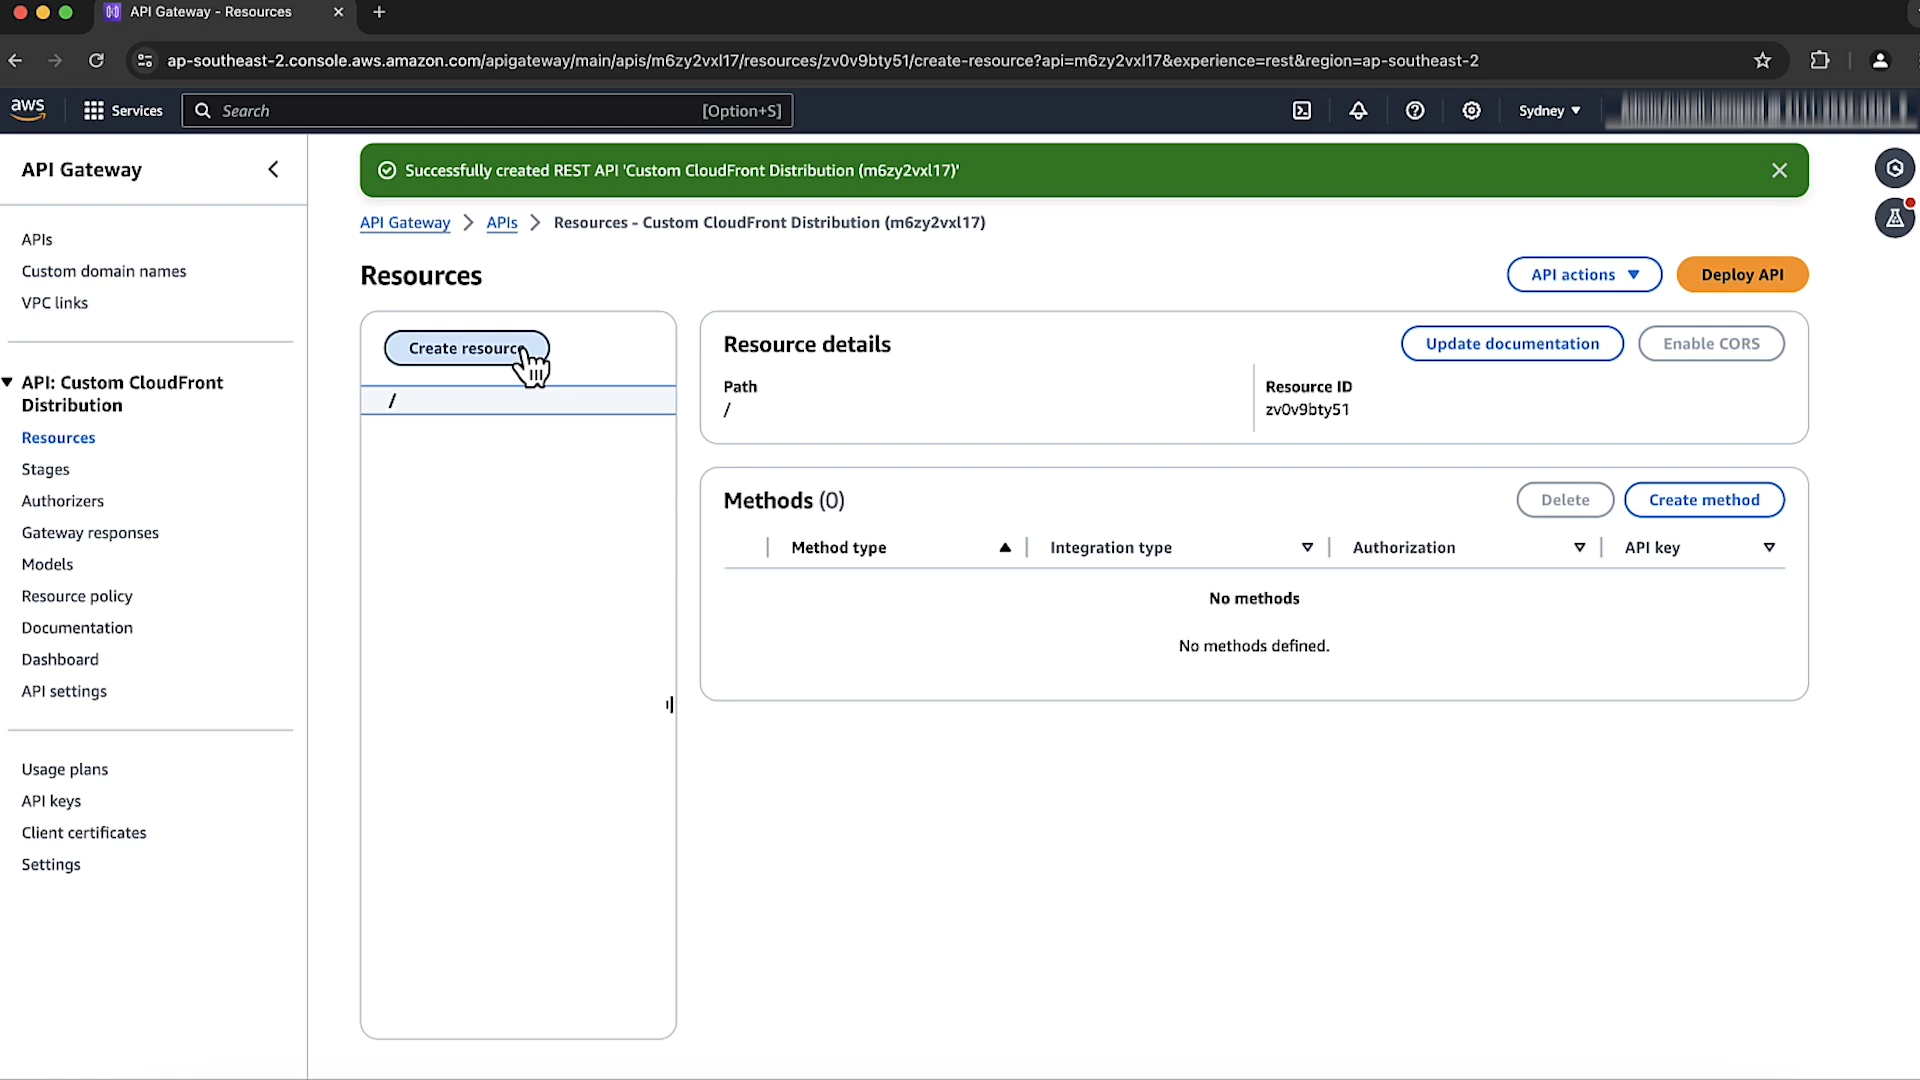 API Gateway - Resources
ap-southeast-2.console.aws.amazon.com/apigateway/main/apis/m6zy2vxl17/resources/zv0v9bty51/create-resource?api=m6zy2vxl17&experience=rest&region=ap-southeast-2
aws
Services
Search
[Option+S]
Sydney
API Gateway
APIs
Custom domain names
VPC links
API: Custom CloudFront
Distribution
Resources
Stages
Authorizers
Gateway responses
Models
Resource policy
Documentation
Dashboard
API settings
Usage plans
API keys
Client certificates
Settings
Successfully created REST API 'Custom CloudFront Distribution (m6zy2vxl17)'
API Gateway > APIs > Resources - Custom CloudFront Distribution (m6zy2vxl17)
Resources
API actions
Deploy API
Create resource
/
Resource details
Update documentation
Enable CORS
Path
/
Resource ID
zv0v9bty51
Methods (0)
Delete
Create method
Method type
Integration type
Authorization
API key
No methods
No methods defined.